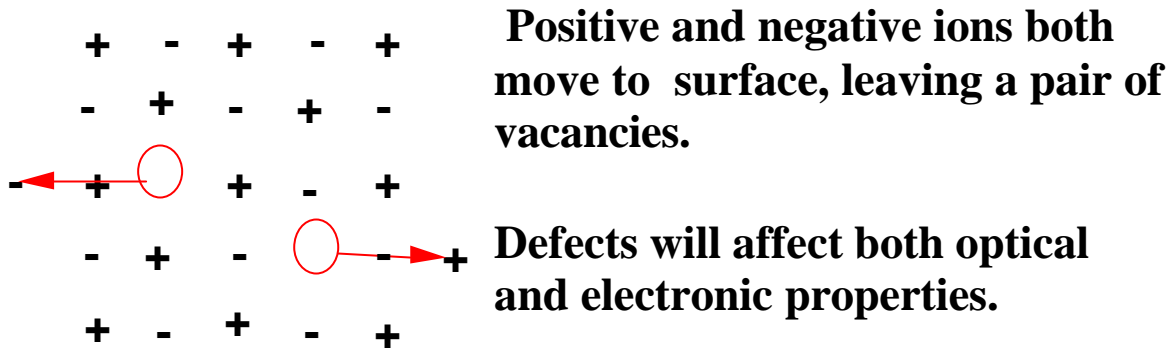 Positive and negative ions both
move to surface, leaving a pair of
vacancies.
Defects will affect both optical
and electronic properties.
+ - + - +
- + - + -
- + + - +
- + - - +
+ - + - +